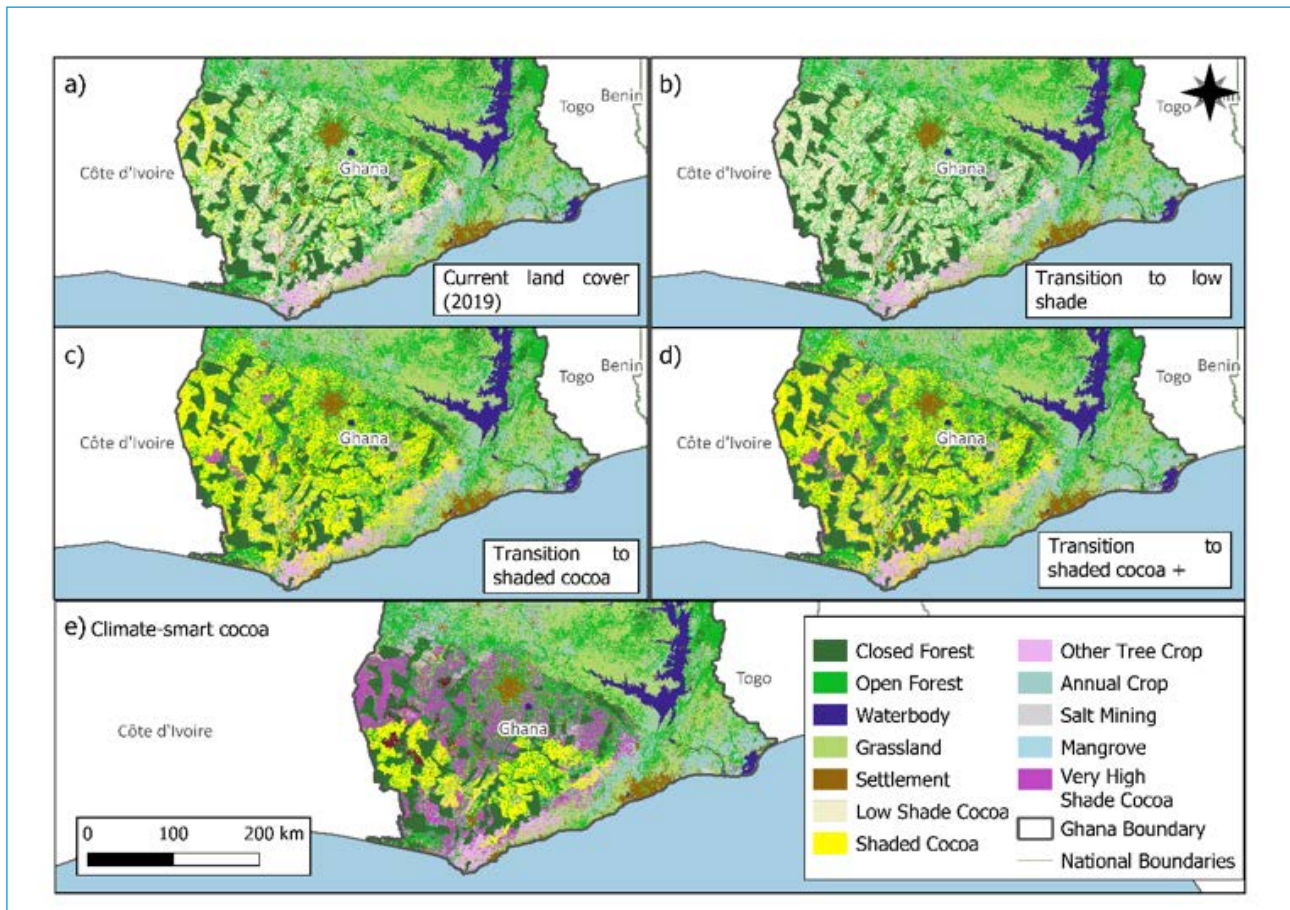 a)
Togo
Benin
Côte d'Ivoire
Ghana
Current land cover
(2019)
b)
Togo
Benin
Côte d'Ivoire
Ghana
Transition to low
shade
c)
Togo
Benin
Côte d'Ivoire
Ghana
Transition to
shaded cocoa
d)
Togo
Benin
Côte d'Ivoire
Ghana
Transition to
shaded cocoa +
e) Climate-smart cocoa
Togo
Côte d'Ivoire
Ghana
0 100 200 km
Closed Forest
Open Forest
Waterbody
Grassland
Settlement
Low Shade Cocoa
Shaded Cocoa
Other Tree Crop
Annual Crop
Salt Mining
Mangrove
Very High
Shade Cocoa
Ghana Boundary
National Boundaries